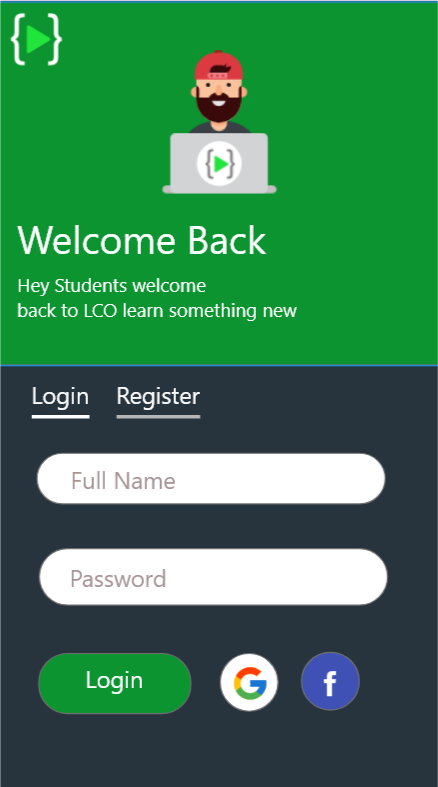 Welcome Back
Hey Students welcome
back to LCO learn something new
Login Register
Full Name
Password
Login